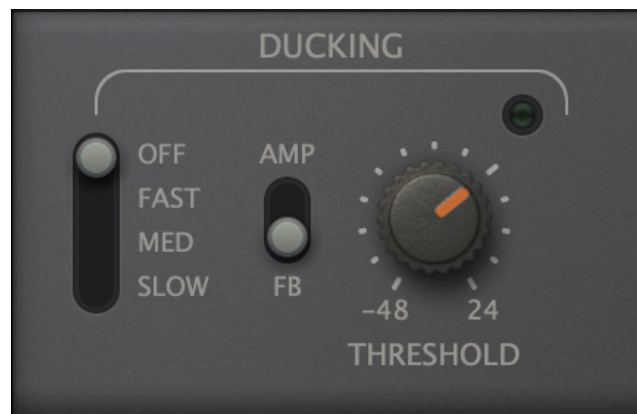 DUCKING
OFF
FAST
MED
SLOW
AMP
FB
-48
24
THRESHOLD